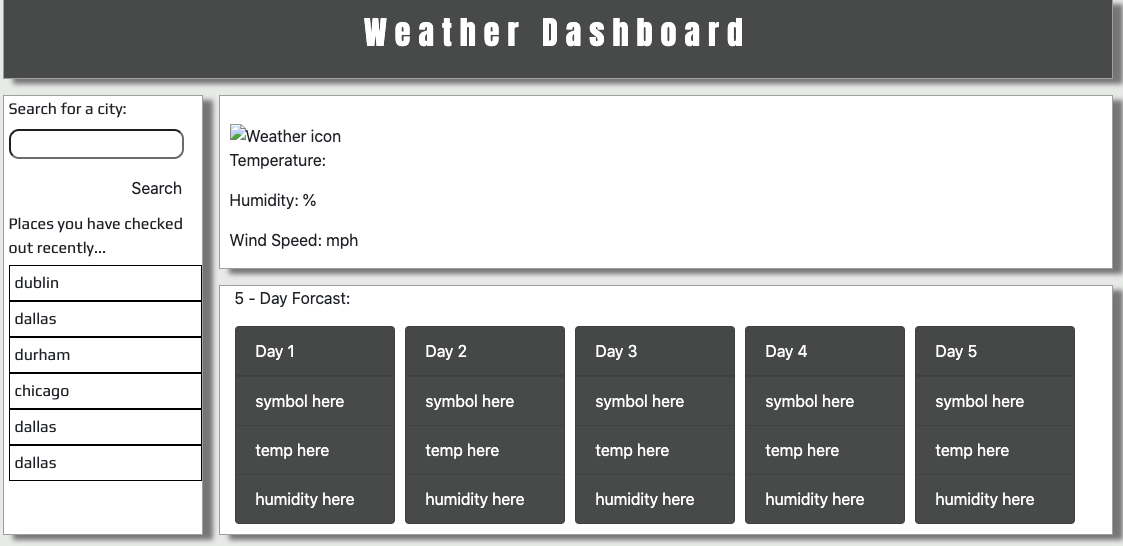 Weather Dashboard
Search for a city:
Search
Places you have checked
out recently...
dublin
dallas
durham
chicago
dallas
dallas
Weather icon
Temperature:
Humidity: %
Wind Speed: mph
5 - Day Forcast:
Day 1
symbol here
temp here
humidity here
Day 2
symbol here
temp here
humidity here
Day 3
symbol here
temp here
humidity here
Day 4
symbol here
temp here
humidity here
Day 5
symbol here
temp here
humidity here